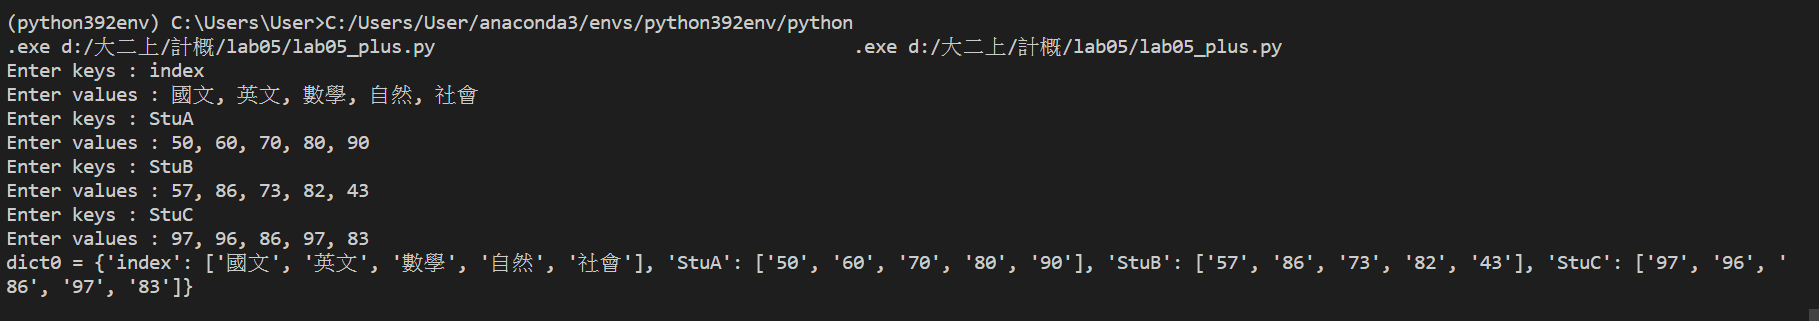 (python392env) C:\Users\User>C:/Users/User/anaconda3/envs/python392env/python
.exe d:/大二上/計概/lab05/lab05_plus.py .exe d:/大二上/計概/lab05/lab05_plus.py
Enter keys : index
Enter values : 國文, 英文, 數學, 自然, 社會
Enter keys : StuA
Enter values : 50, 60, 70, 80, 90
Enter keys : StuB
Enter values : 57, 86, 73, 82, 43
Enter keys : StuC
Enter values : 97, 96, 86, 97, 83
dict0 = {'index': ['國文', '英文', '數學', '自然', '社會'], 'StuA': ['50', '60', '70', '80', '90'], 'StuB': ['57', '86', '73', '82', '43'], 'StuC': ['97', '96', '
86', '97', '83']}